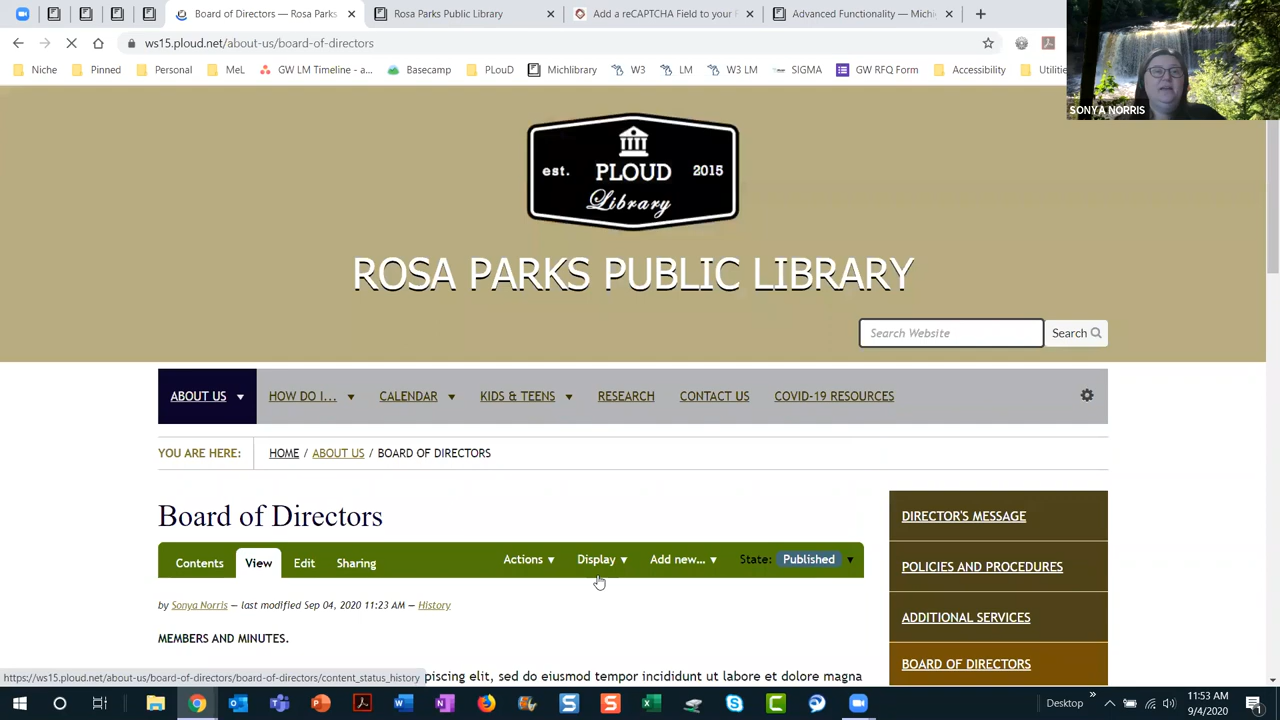 Board of Directors — Rosa Parks
Rosa Parks Public Library
Add a reCAPTCHA Field to your F
Advanced Functionality — Michi
ws15.ploud.net/about-us/board-of-directors
Niche
Pinned
Personal
MeL
GW LM Timeline - a...
Basecamp
PLouD
Michlibrary
W3
LM
W3 LM
SIGMA
GW RFQ Form
Accessibility
Utilitie
SONYA NORRIS
est. PLOUD 2015
Library
ROSA PARKS PUBLIC LIBRARY
Search Website
Search
ABOUT US
HOW DO I...
CALENDAR
KIDS & TEENS
RESEARCH
CONTACT US
COVID-19 RESOURCES
YOU ARE HERE: HOME / ABOUT US / BOARD OF DIRECTORS
Board of Directors
Contents
View
Edit
Sharing
Actions
Display
Add new...
State: Published
by Sonya Norris — last modified Sep 04, 2020 11:23 AM — History
MEMBERS AND MINUTES.
piscing elit, sed do eiusmod tempor incididunt ut labore et dolore magna
DIRECTOR'S MESSAGE
POLICIES AND PROCEDURES
ADDITIONAL SERVICES
BOARD OF DIRECTORS
https://ws15.ploud.net/about-us/board-of-directors/board-of-directors/content_status_history
Desktop
11:53 AM
9/4/2020